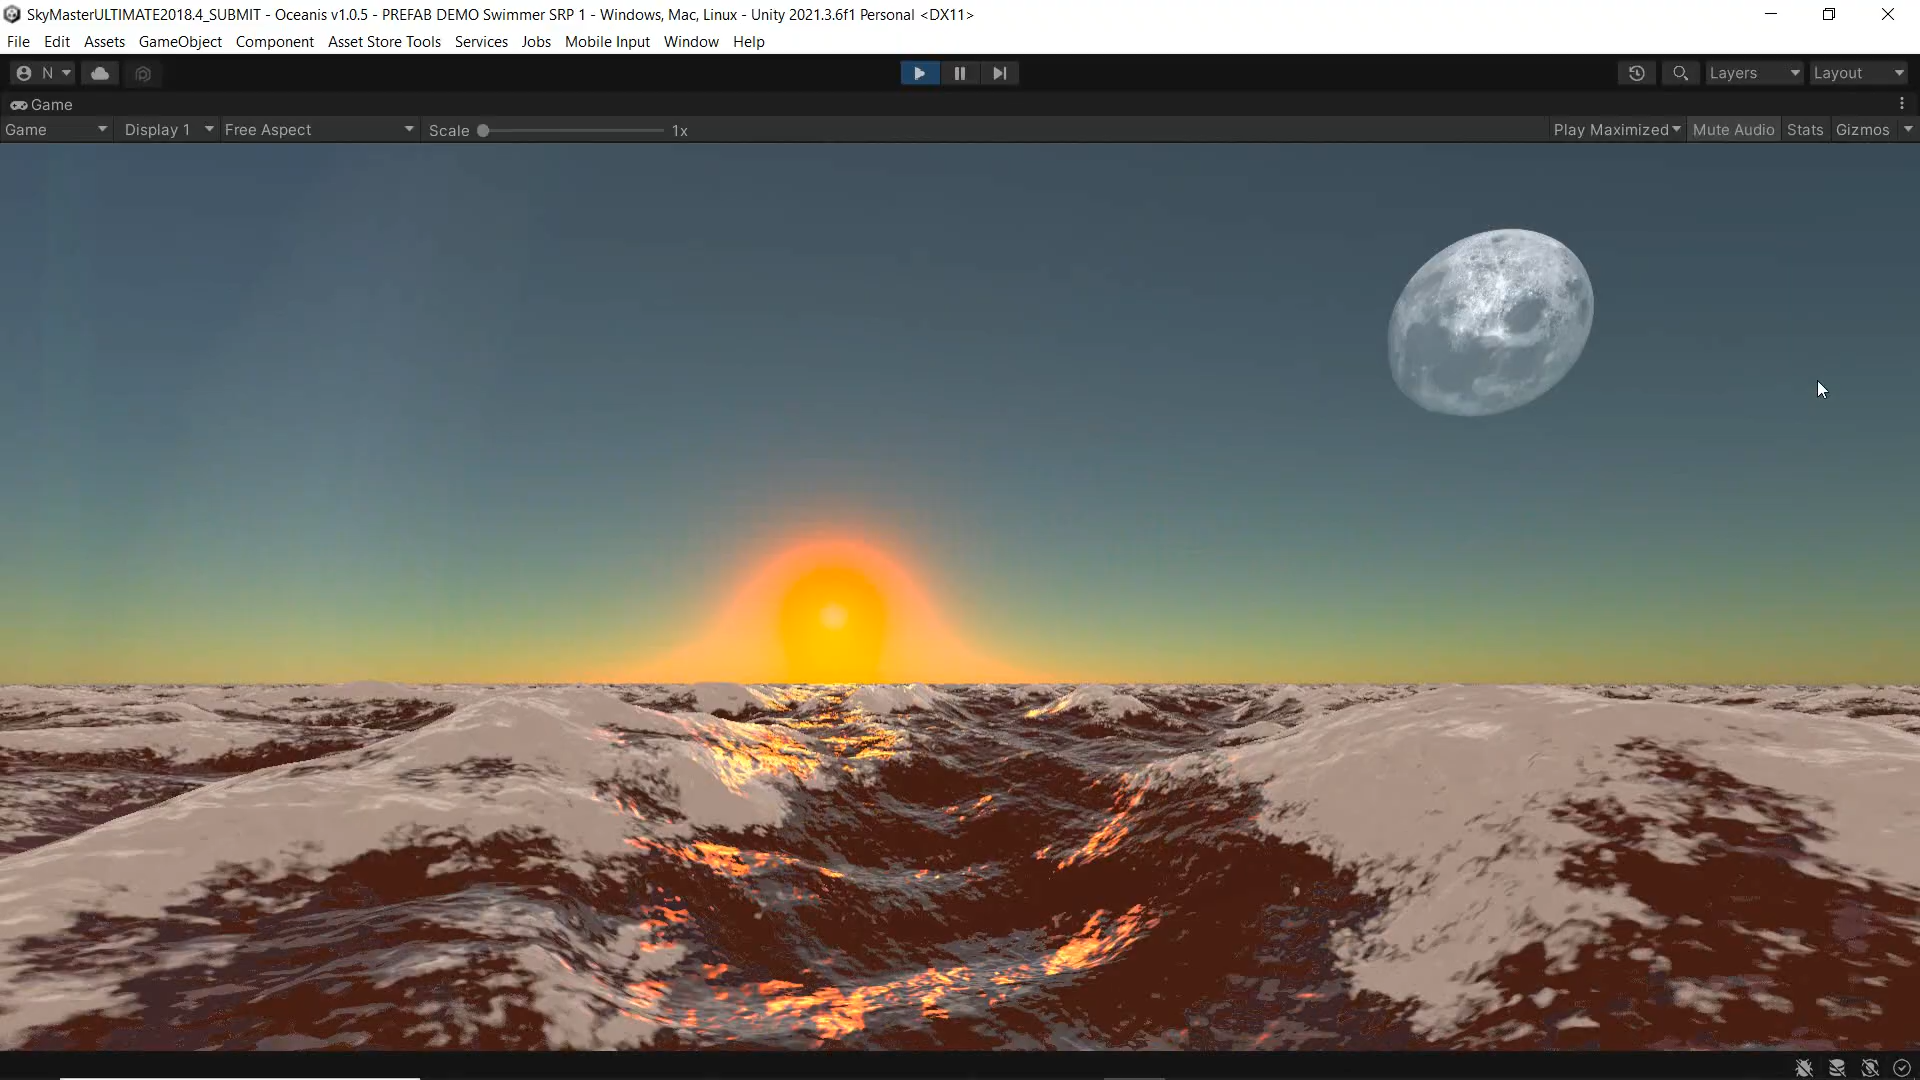 SkyMasterULTIMATE2018.4_SUBMIT - Oceanis v1.0.5 - PREFAB DEMO Swimmer SRP 1 - Windows, Mac, Linux - Unity 2021.3.6f1 Personal <DX11>
File Edit Assets GameObject Component Asset Store Tools Services Jobs Mobile Input Window Help
N Layers Layout
Game
Game Display 1 Free Aspect Scale 1x Play Maximized Mute Audio Stats Gizmos